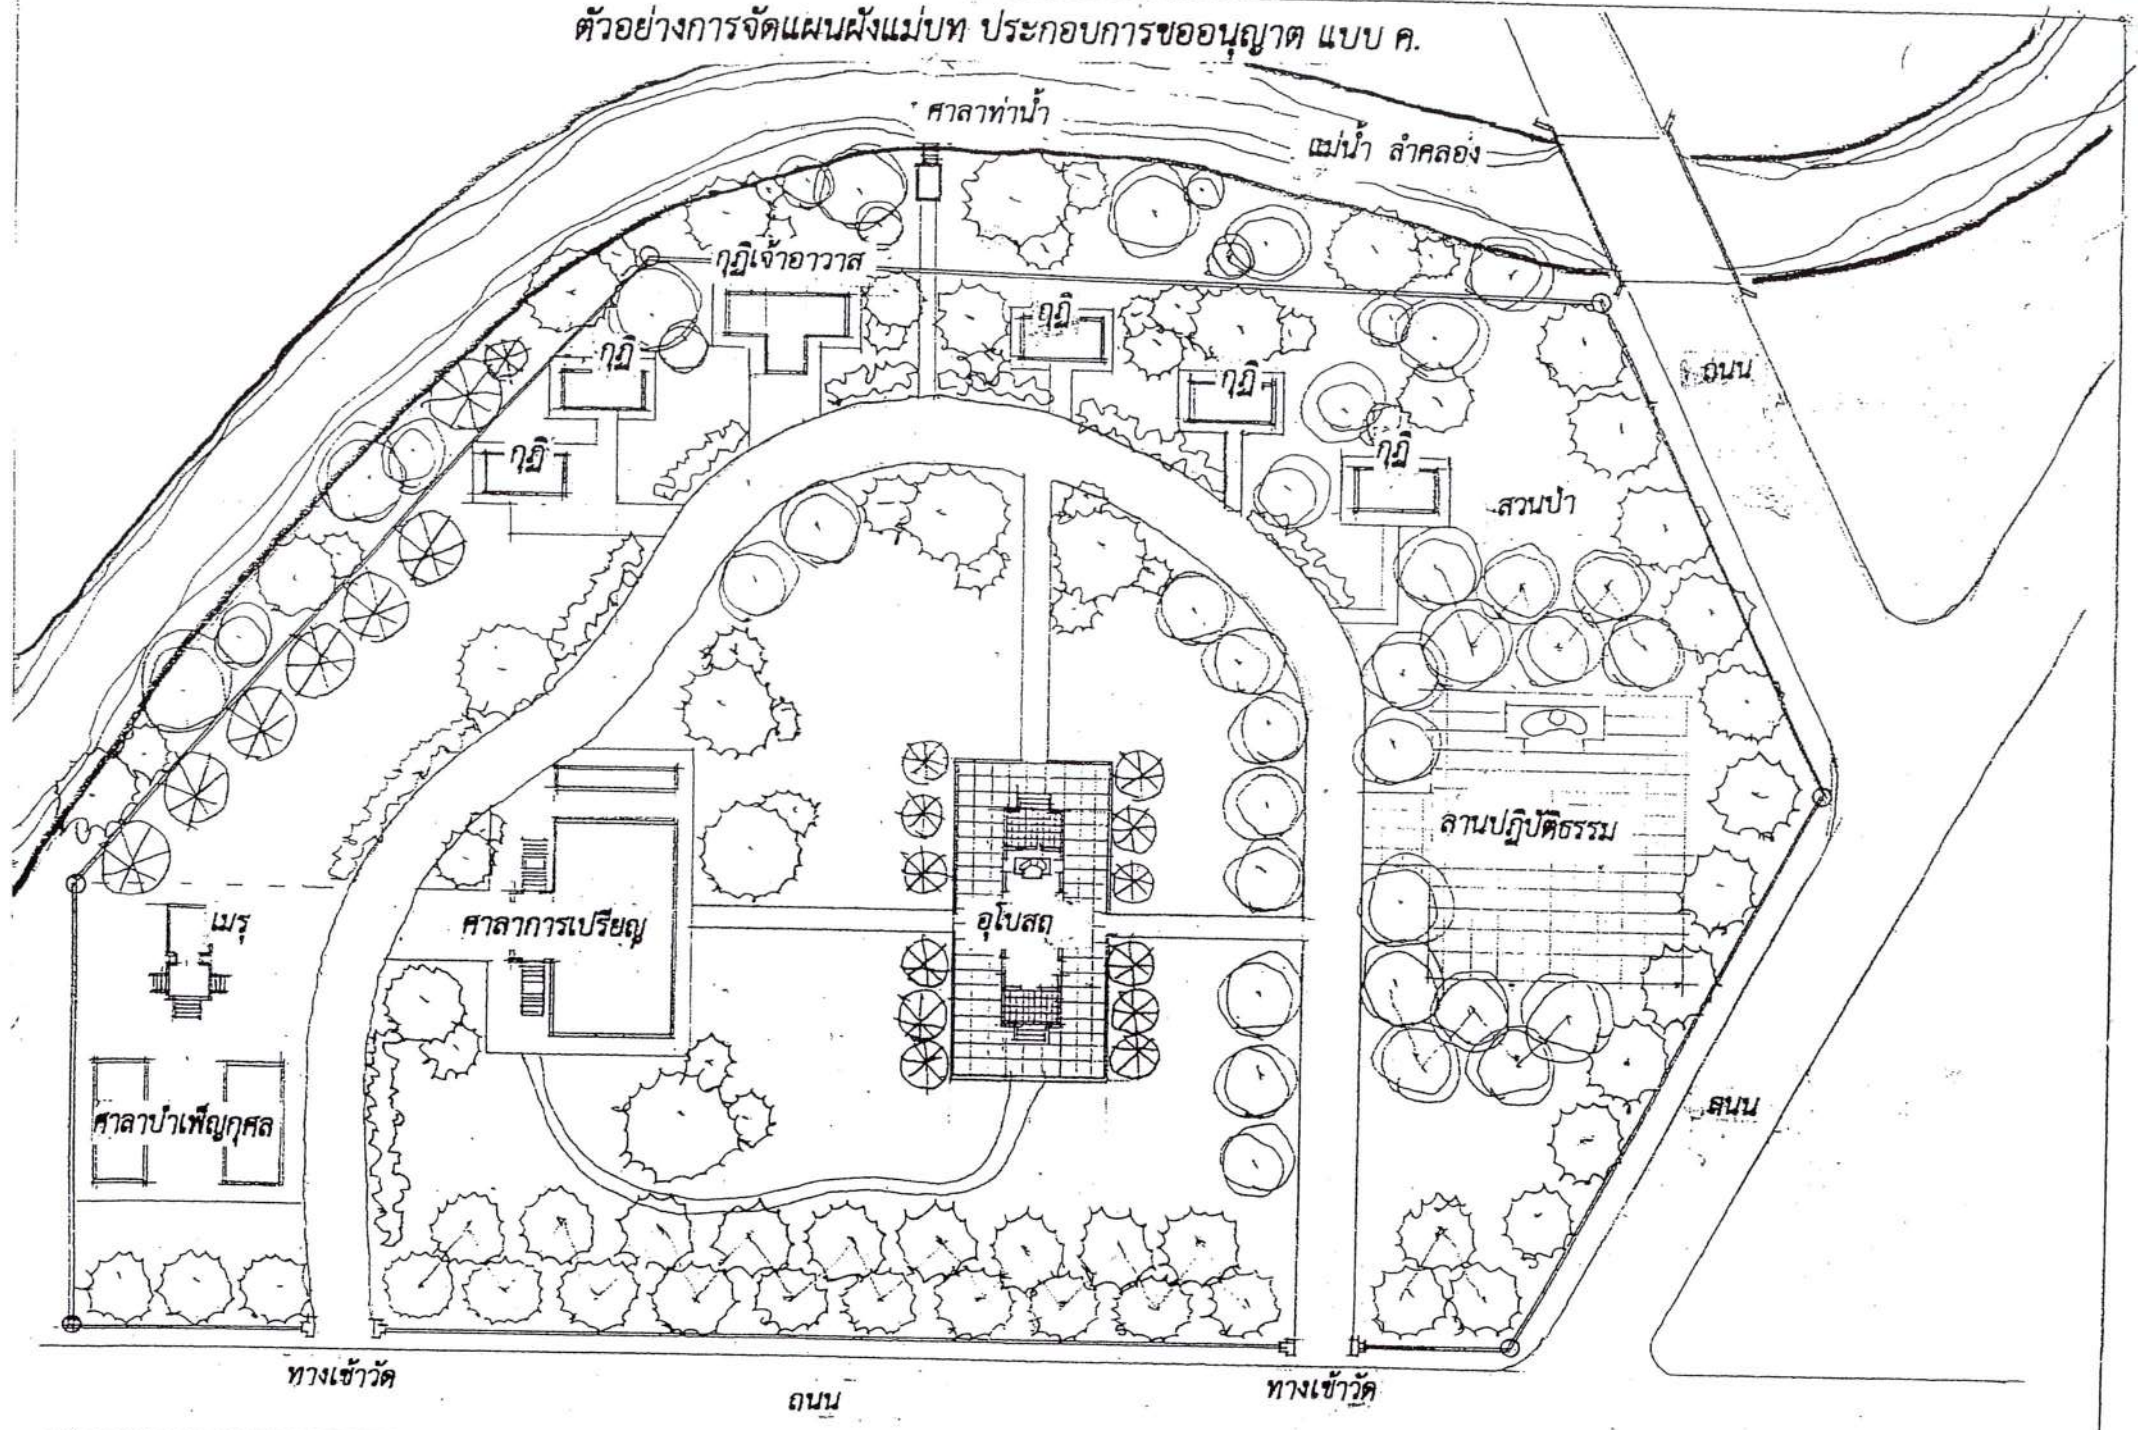 ตัวอย่างการจัดแผนผังแม่บท ประกอบการขออนุญาต แบบ ค.
ศาลาท่าน้ำ
แม่น้ำ ลำคลอง
กุฏิเจ้าอาวาส
กุฏิ
กุฏิ
ถนน
กุฏิ
กุฏิ
กุฏิ
สวนป่า
ลานปฏิบัติธรรม
เมรุ
ศาลาการเปรียญ
อุโบสถ
ศาลาบำเพ็ญกุศล
ถนน
ทางเข้าวัด
ทางเข้าวัด
ถนน